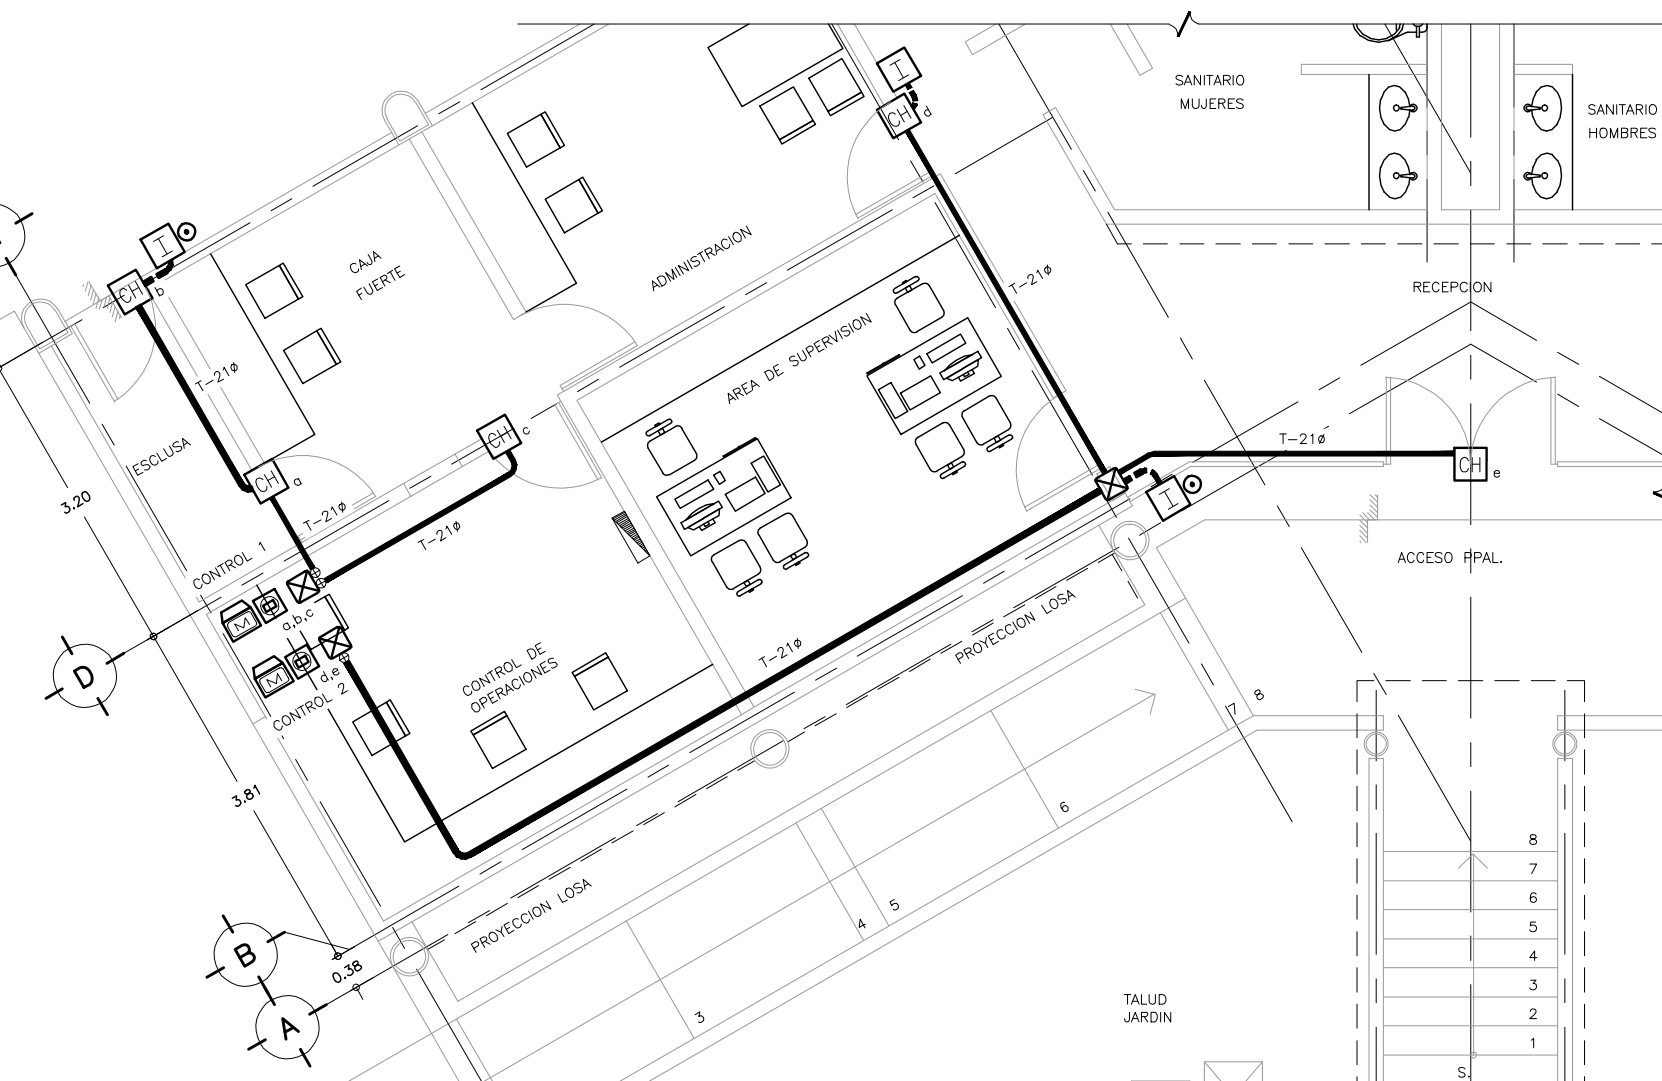 SANITARIO
MUJERES
SANITARIO
HOMBRES
I
CH
d
I
CH
b
CAJA
FUERTE
ADMINISTRACION
T-21ø
RECEPCION
T-21ø
AREA DE SUPERVISION
CH
c
T-21ø
CH
e
ESCLUSA
CH
a
I
3.20
T-21ø
T-21ø
ACCESO PPAL.
CONTROL 1
M
a,b,c
M
d,e
CONTROL 2
CONTROL DE
OPERACIONES
T-21ø
PROYECCION LOSA
D
3.81
7
8
6
5
4
3
PROYECCION LOSA
B
0.38
A
TALUD
JARDIN
8
7
6
5
4
3
2
1
S.